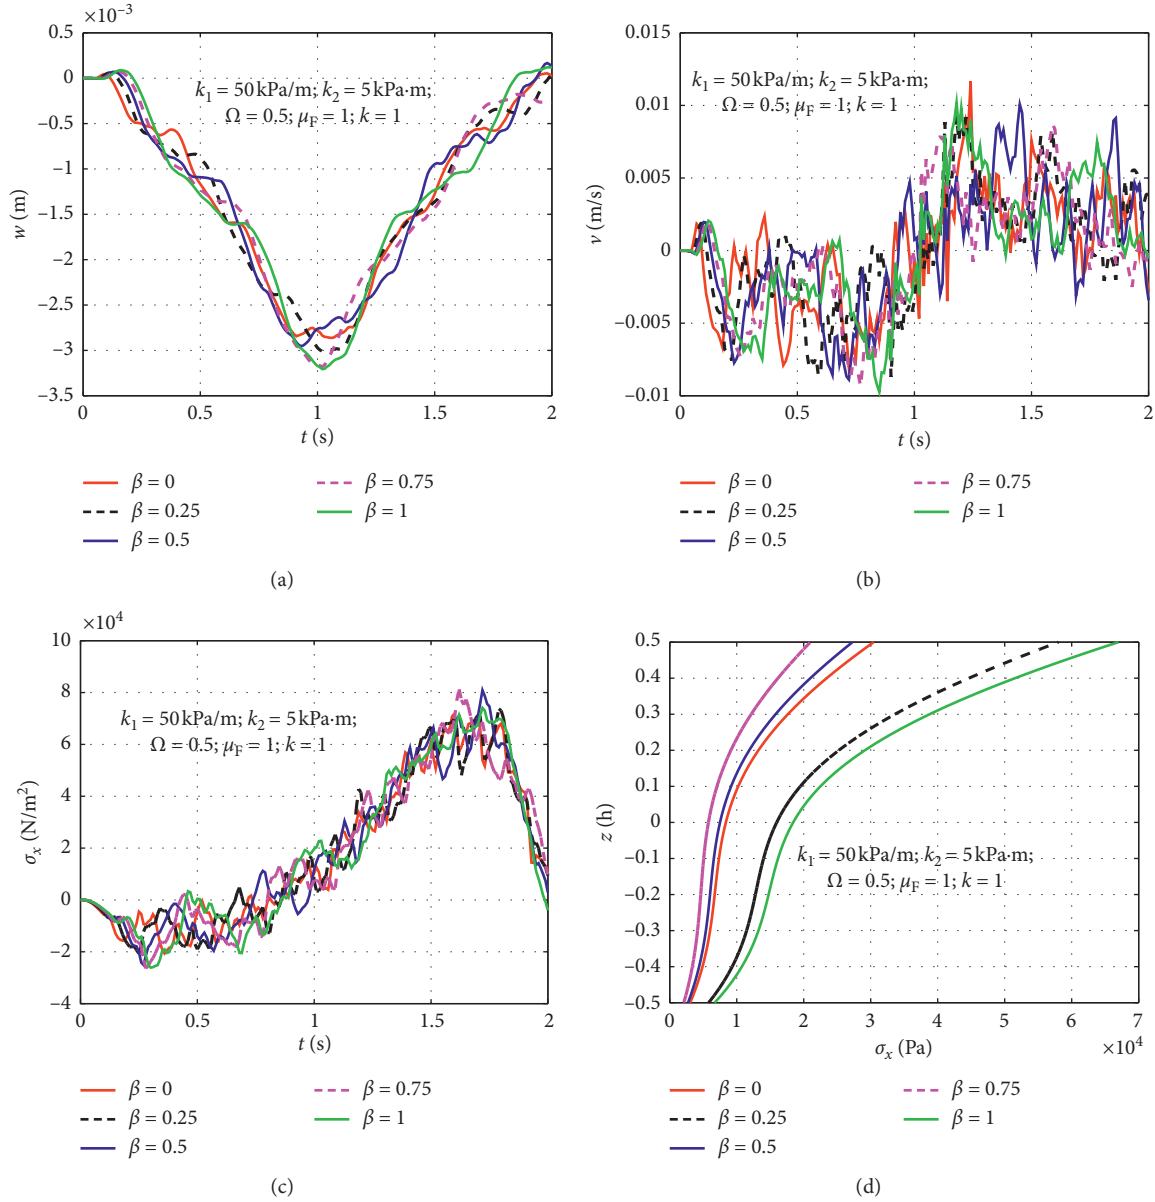 ×10⁻³
0.5
0
−0.5
−1
−1.5
−2
−2.5
−3
−3.5
w (m)
k₁ = 50 kPa/m; k₂ = 5 kPa·m;
Ω = 0.5; μF = 1; k = 1
0 0.5 1 1.5 2
t (s)
β = 0
β = 0.25
β = 0.5
β = 0.75
β = 1
(a)
0.015
0.01
0.005
0
−0.005
−0.01
v (m/s)
k₁ = 50 kPa/m; k₂ = 5 kPa·m;
Ω = 0.5; μF = 1; k = 1
0 0.5 1 1.5 2
t (s)
β = 0
β = 0.25
β = 0.5
β = 0.75
β = 1
(b)
×10⁴
10
8
6
4
2
0
−2
−4
σₓ (N/m²)
k₁ = 50 kPa/m; k₂ = 5 kPa·m;
Ω = 0.5; μF = 1; k = 1
0 0.5 1 1.5 2
t (s)
β = 0
β = 0.25
β = 0.5
β = 0.75
β = 1
(c)
0.5
0.4
0.3
0.2
0.1
0
−0.1
−0.2
−0.3
−0.4
−0.5
z (h)
k₁ = 50 kPa/m; k₂ = 5 kPa·m;
Ω = 0.5; μF = 1; k = 1
0 1 2 3 4 5 6 7
σₓ (Pa)
×10⁴
β = 0
β = 0.25
β = 0.5
β = 0.75
β = 1
(d)